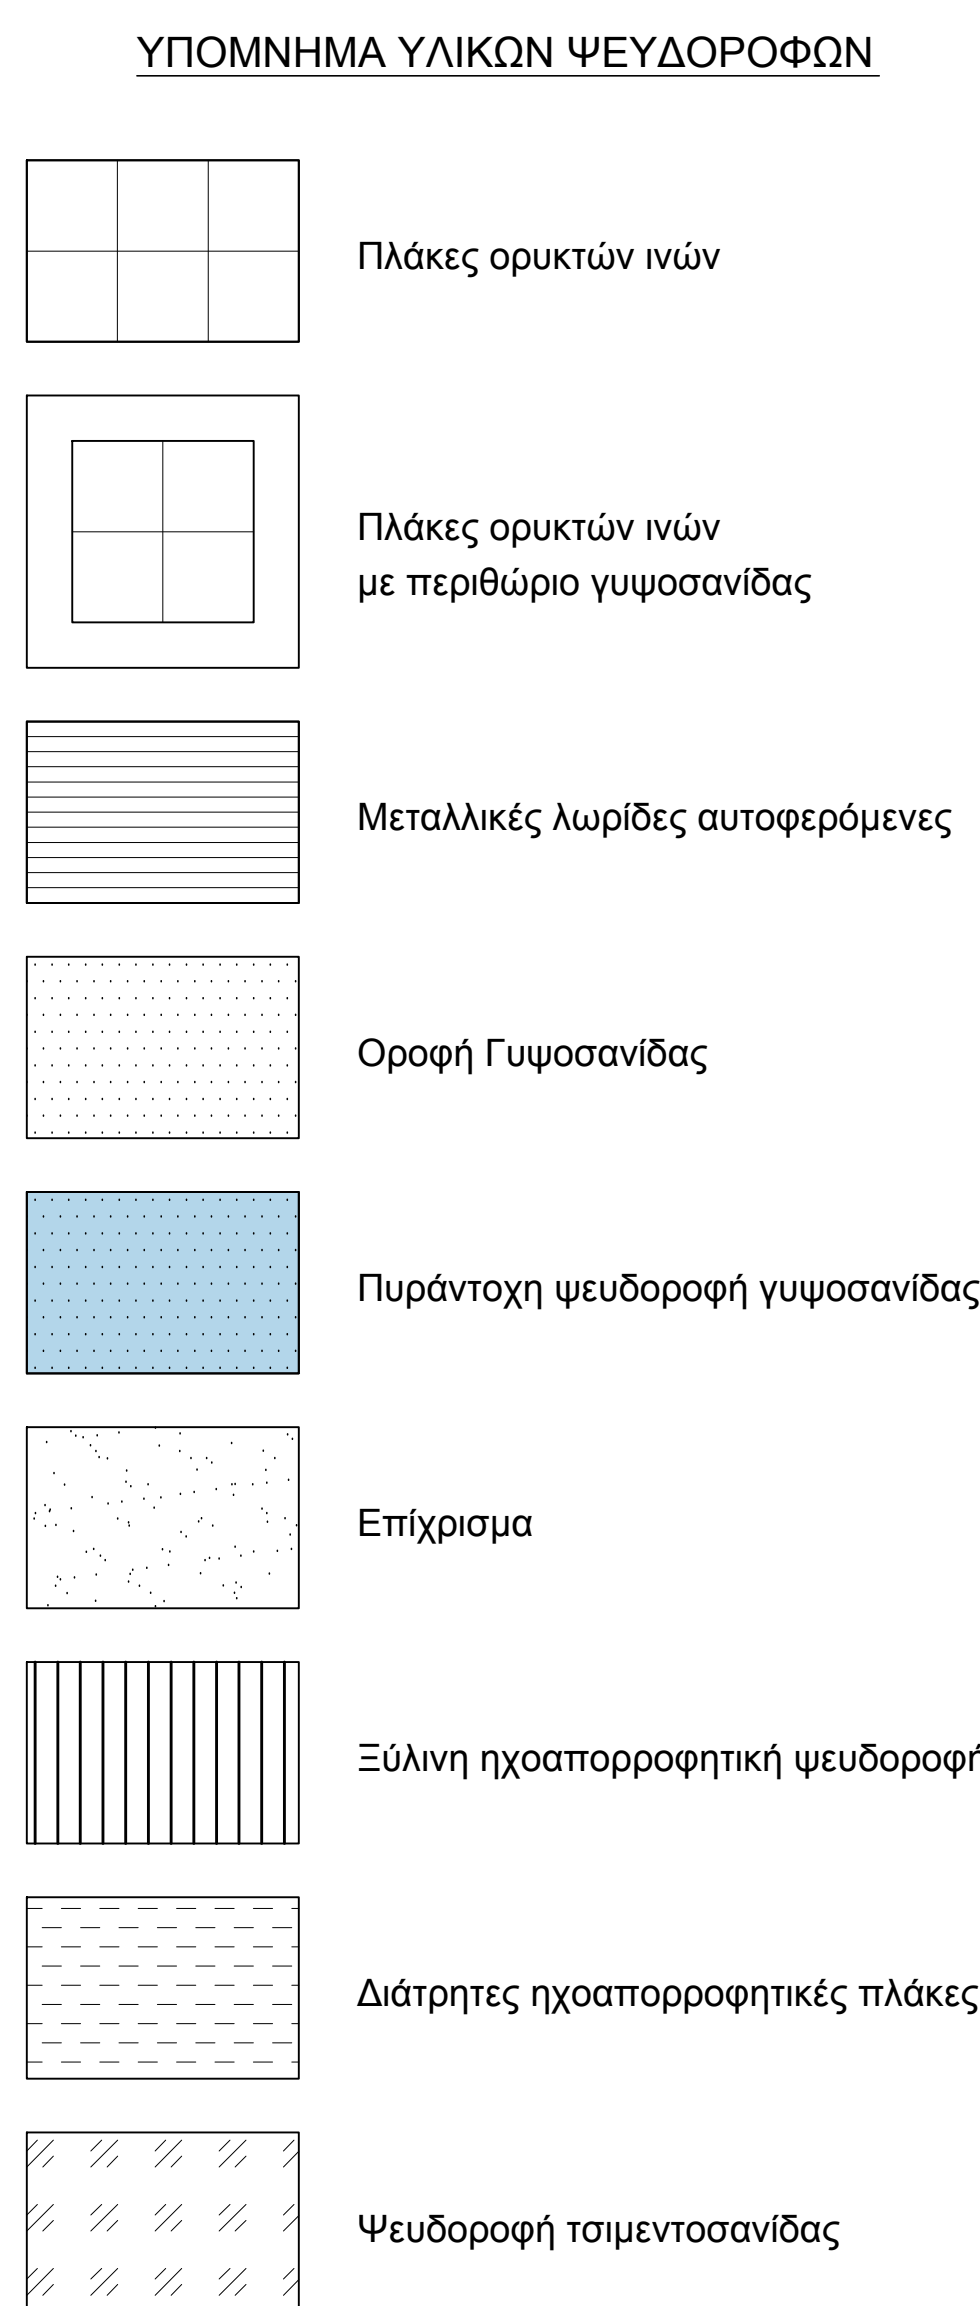 ΥΠΟΜΝΗΜΑ ΥΛΙΚΩΝ ΨΕΥΔΟΡΟΦΩΝ
Πλάκες ορυκτών ινών
Πλάκες ορυκτών ινών
με περιθώριο γυψοσανίδας
Μεταλλικές λωρίδες αυτοφερόμενες
Οροφή Γυψοσανίδας
Πυράντοχη ψευδοροφή γυψοσανίδας
Επίχρισμα
Ξύλινη ηχοαπορροφητική ψευδοροφή
Διάτρητες ηχοαπορροφητικές πλάκες
Ψευδοροφή τσιμεντοσανίδας